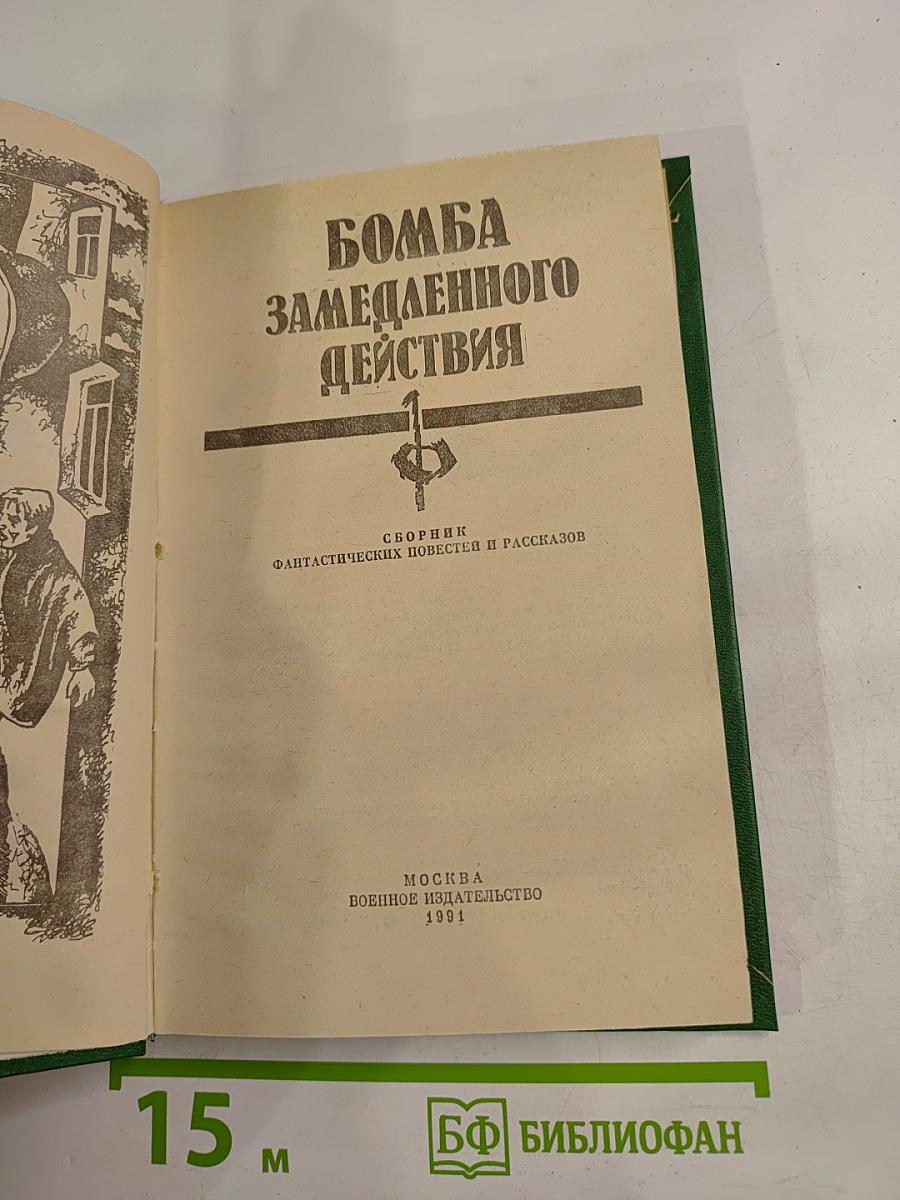 БОМБА
ЗАМЕДЛЕННОГО
ДЕЙСТВИЯ
СБОРНИК
ФАНТАСТИЧЕСКИХ ПОВЕСТЕЙ И РАССКАЗОВ
МОСКВА
ВОЕННОЕ ИЗДАТЕЛЬСТВО
1991
15 м
БФ БИБЛИОФАН